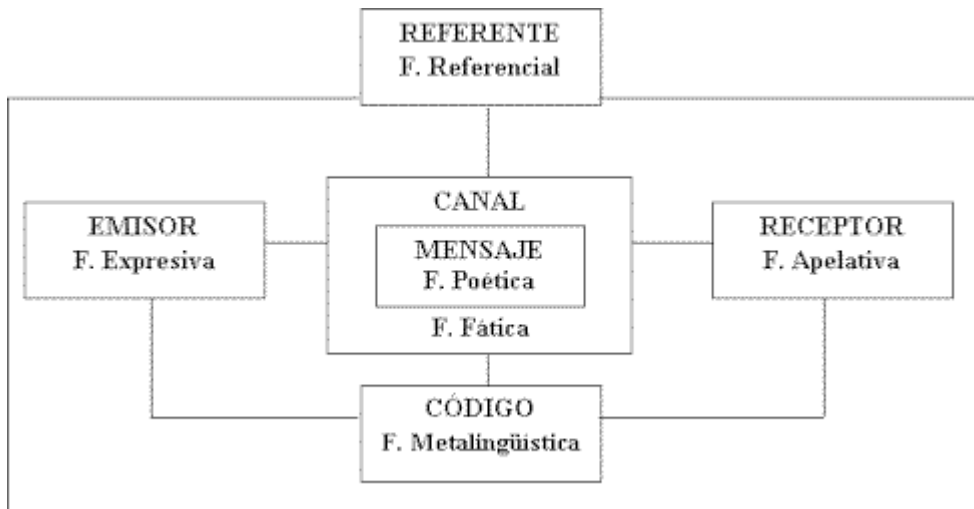 REFERENTE
F. Referencial
EMISOR
F. Expresiva
CANAL
MENSAJE
F. Poética
F. Fática
RECEPTOR
F. Apelativa
CÓDIGO
F. Metalingüística